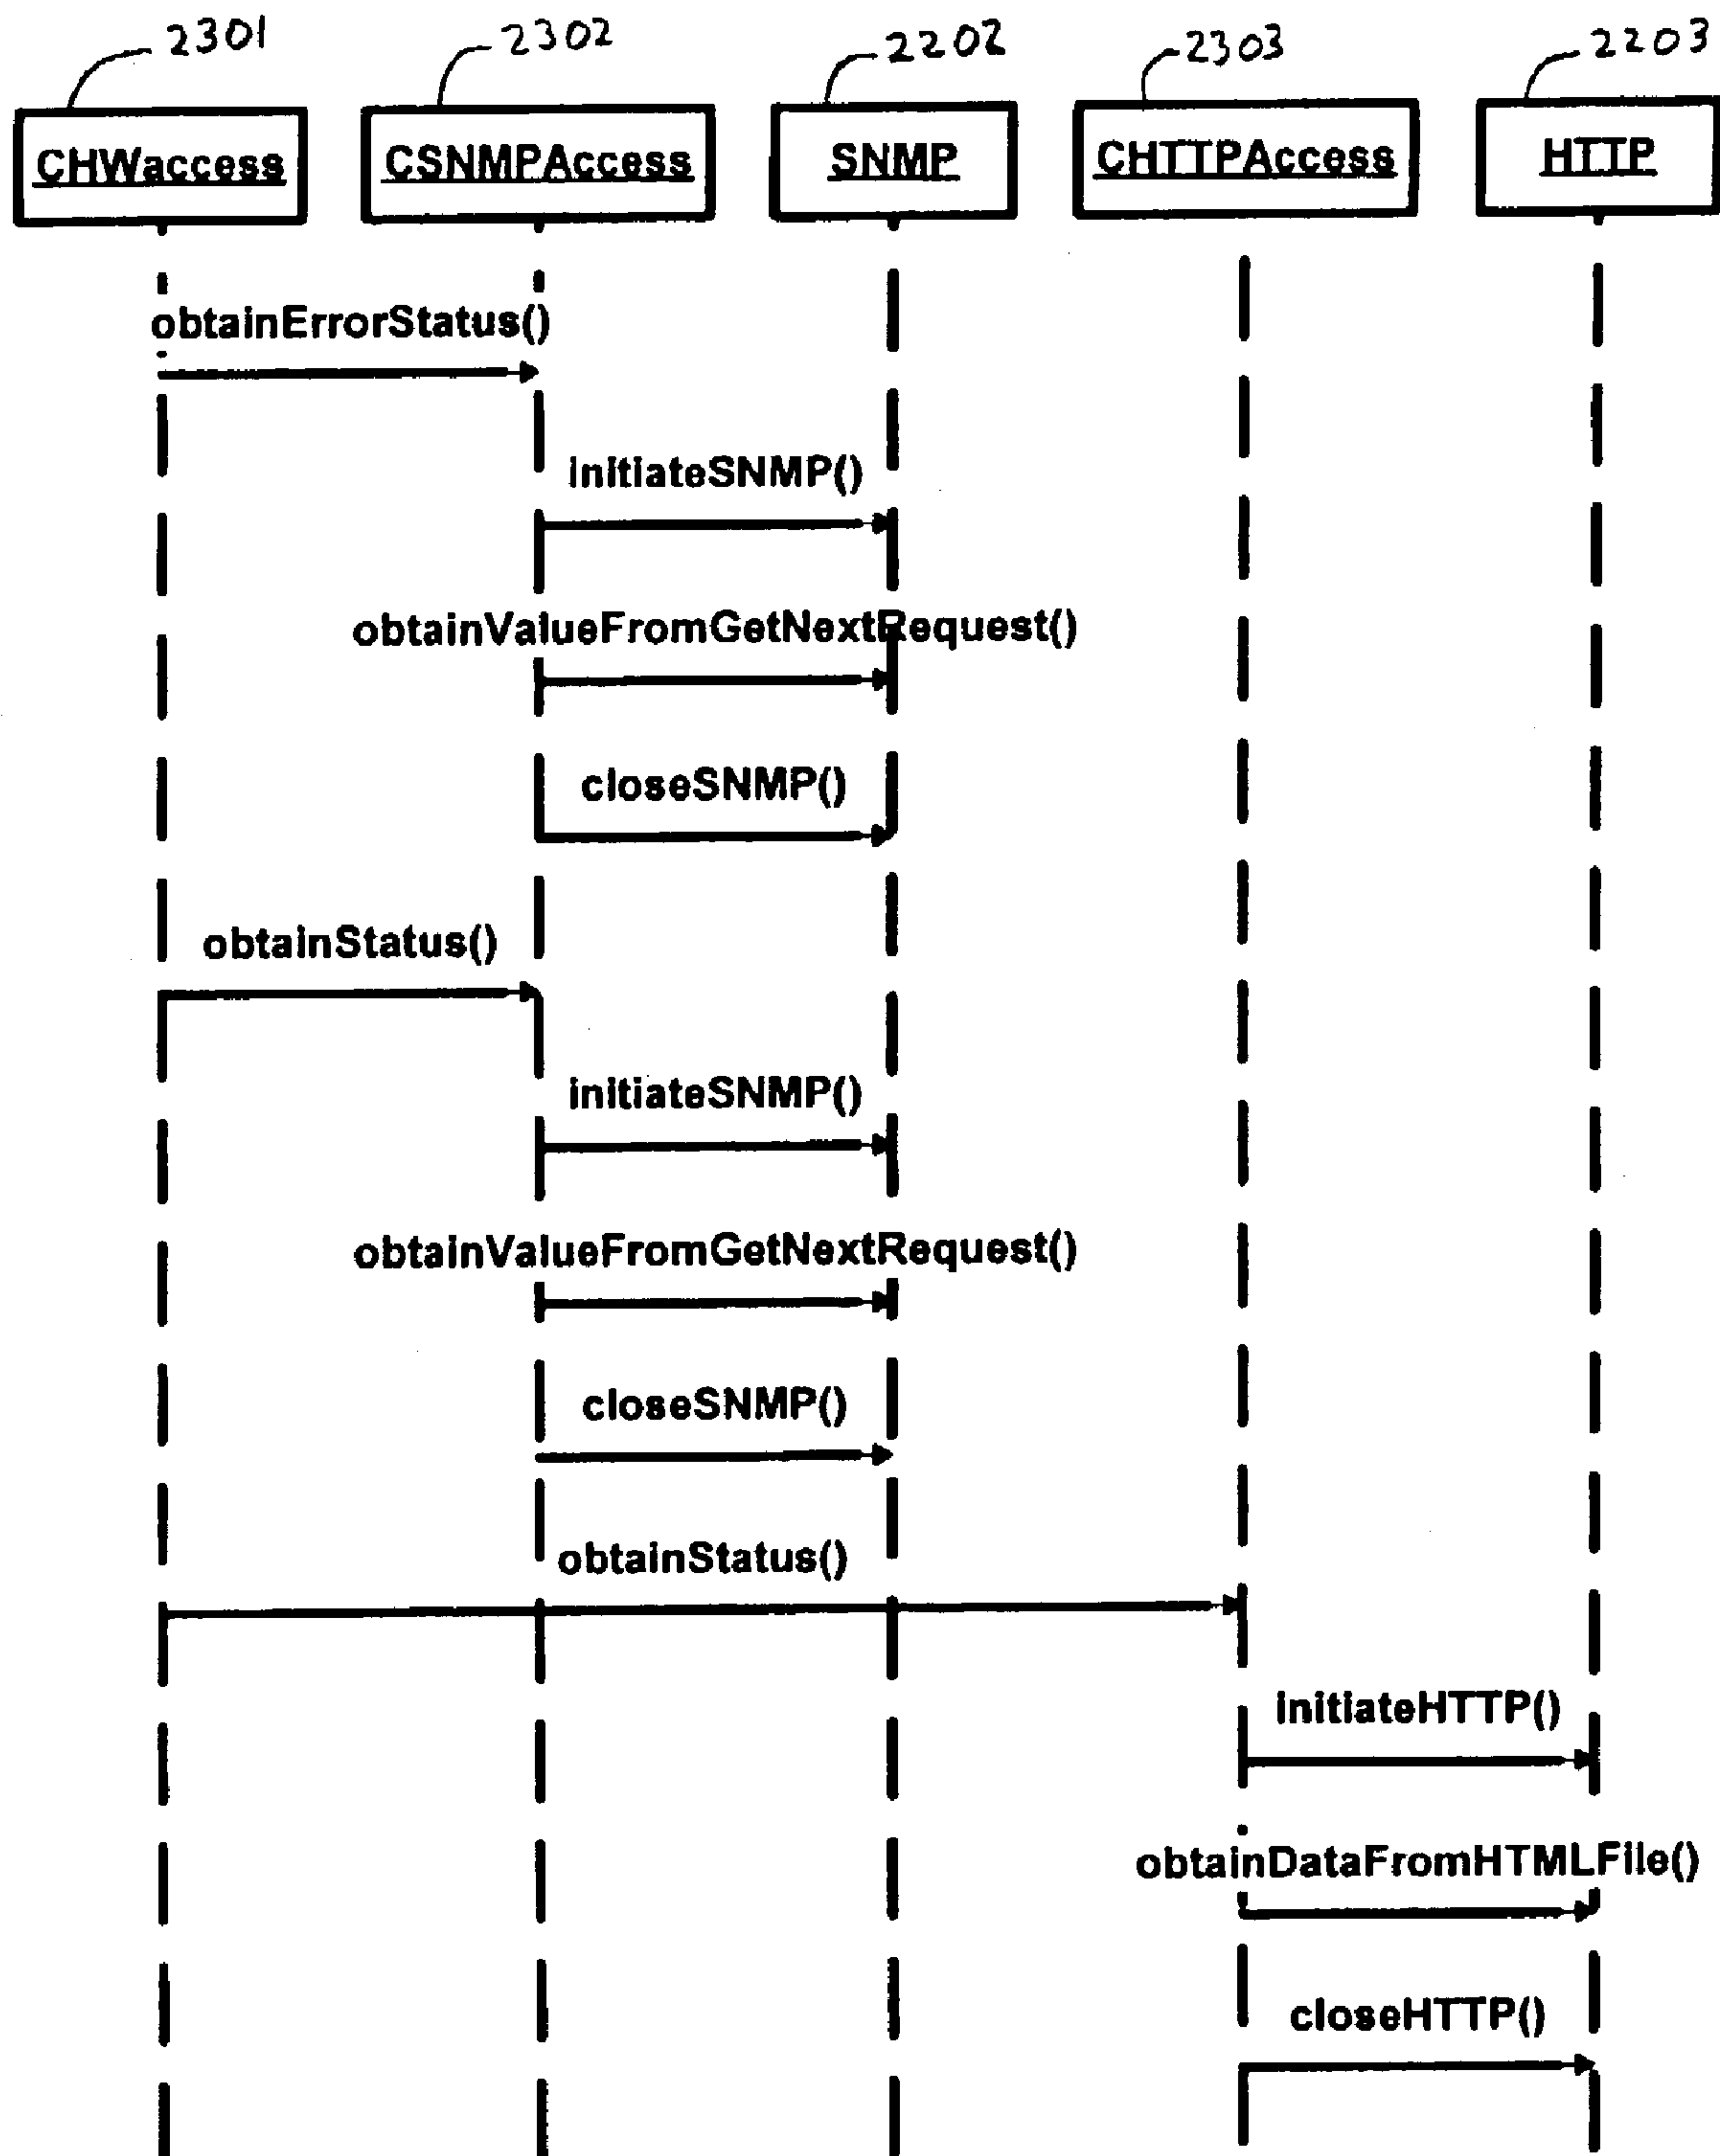 2301 2302 2202 2303 2203
CHWaccess CSNMPAccess SNMP CHTTPAccess HTTP
obtainErrorStatus()
initiateSNMP()
obtainValueFromGetNextRequest()
closeSNMP()
obtainStatus()
initiateSNMP()
obtainValueFromGetNextRequest()
closeSNMP()
obtainStatus()
initiateHTTP()
obtainDataFromHTMLFile()
closeHTTP()